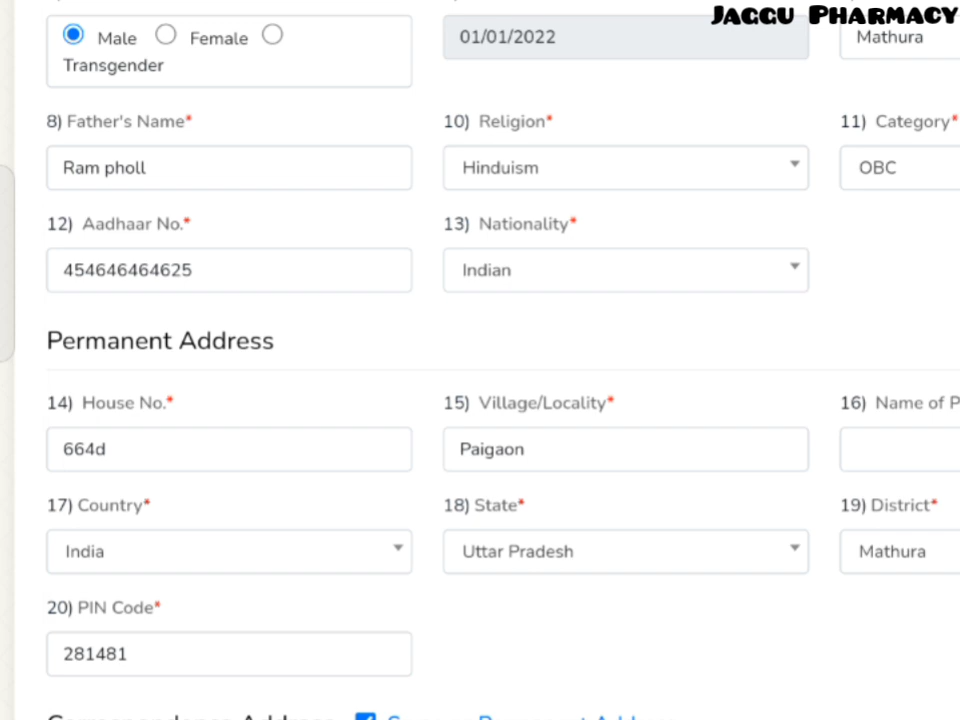 Jaggu Pharmacy
Male Female
Transgender
01/01/2022
Mathura
8) Father's Name* 10) Religion* 11) Category*
Ram pholl Hinduism OBC
12) Aadhaar No.* 13) Nationality*
454646464625 Indian
Permanent Address
14) House No.* 15) Village/Locality* 16) Name of P
664d Paigaon
17) Country* 18) State* 19) District*
India Uttar Pradesh Mathura
20) PIN Code*
281481